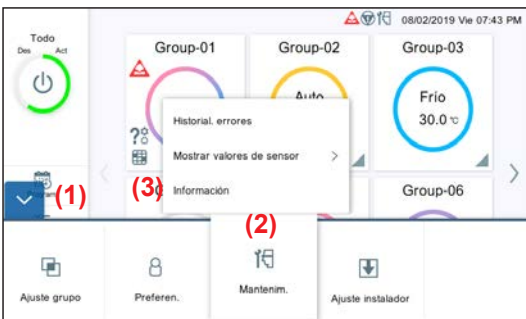 08/02/2019 Vie 07:43 PM
Todo
Des Act
Group-01
Group-02
Group-03
Auto
Frío
30.0 °C
Historial. errores
Mostrar valores de sensor >
Información
(1)
(3)
Group-06
(2)
Ajuste grupo
Preferen.
Mantenim.
Ajuste instalador